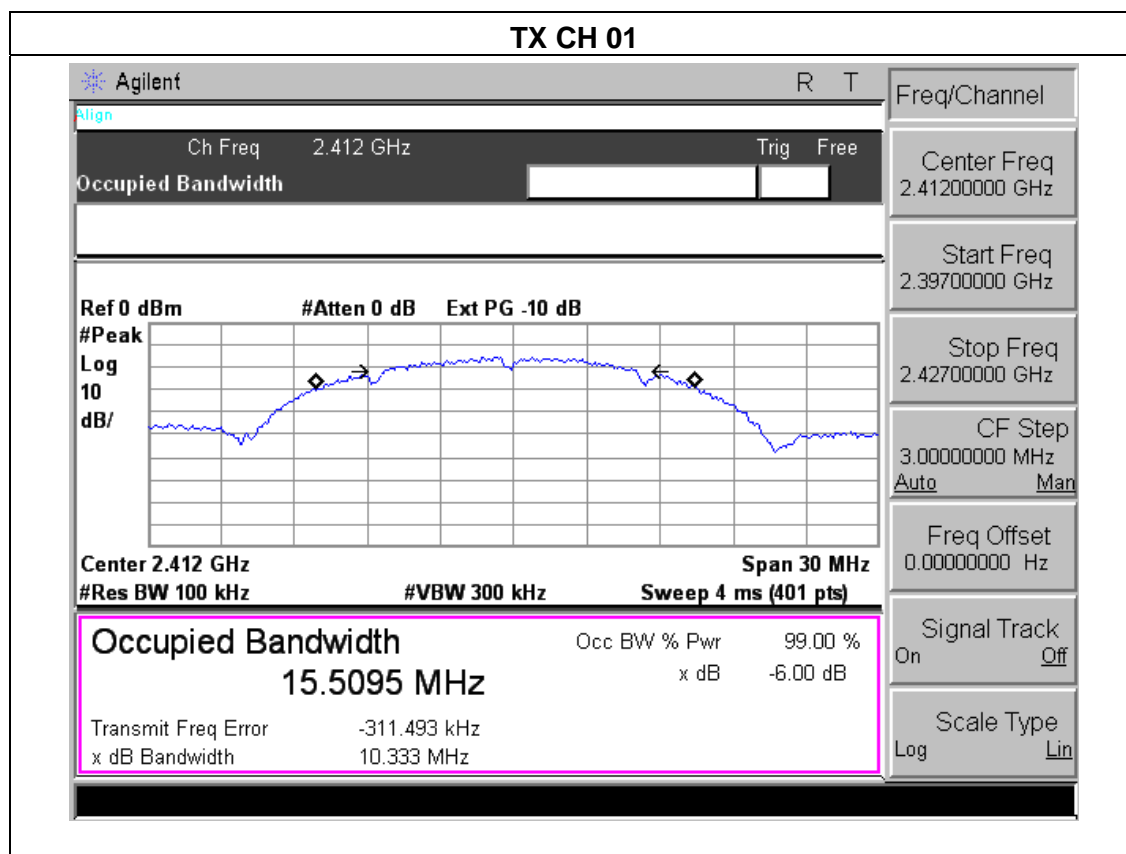 TX CH 01
Agilent R T
Align
Ch Freq 2.412 GHz Trig Free
Occupied Bandwidth
Ref 0 dBm #Atten 0 dB Ext PG -10 dB
#Peak
Log
10
dB/
Center 2.412 GHz Span 30 MHz
#Res BW 100 kHz #VBW 300 kHz Sweep 4 ms (401 pts)
Occupied Bandwidth Occ BW % Pwr 99.00 %
15.5095 MHz x dB -6.00 dB
Transmit Freq Error -311.493 kHz
x dB Bandwidth 10.333 MHz
Freq/Channel
Center Freq
2.41200000 GHz
Start Freq
2.39700000 GHz
Stop Freq
2.42700000 GHz
CF Step
3.00000000 MHz
Auto Man
Freq Offset
0.00000000 Hz
Signal Track
On Off
Scale Type
Log Lin